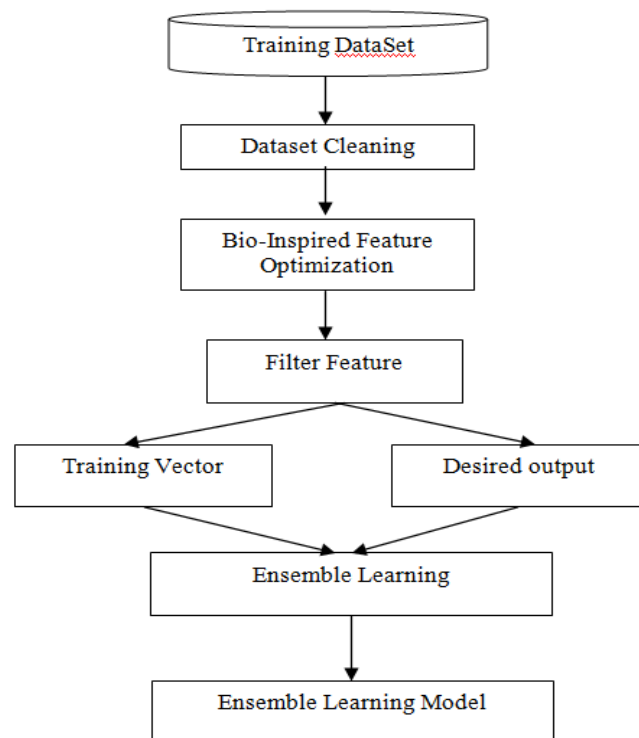 Training DataSet
Dataset Cleaning
Bio-Inspired Feature
Optimization
Filter Feature
Training Vector
Desired output
Ensemble Learning
Ensemble Learning Model